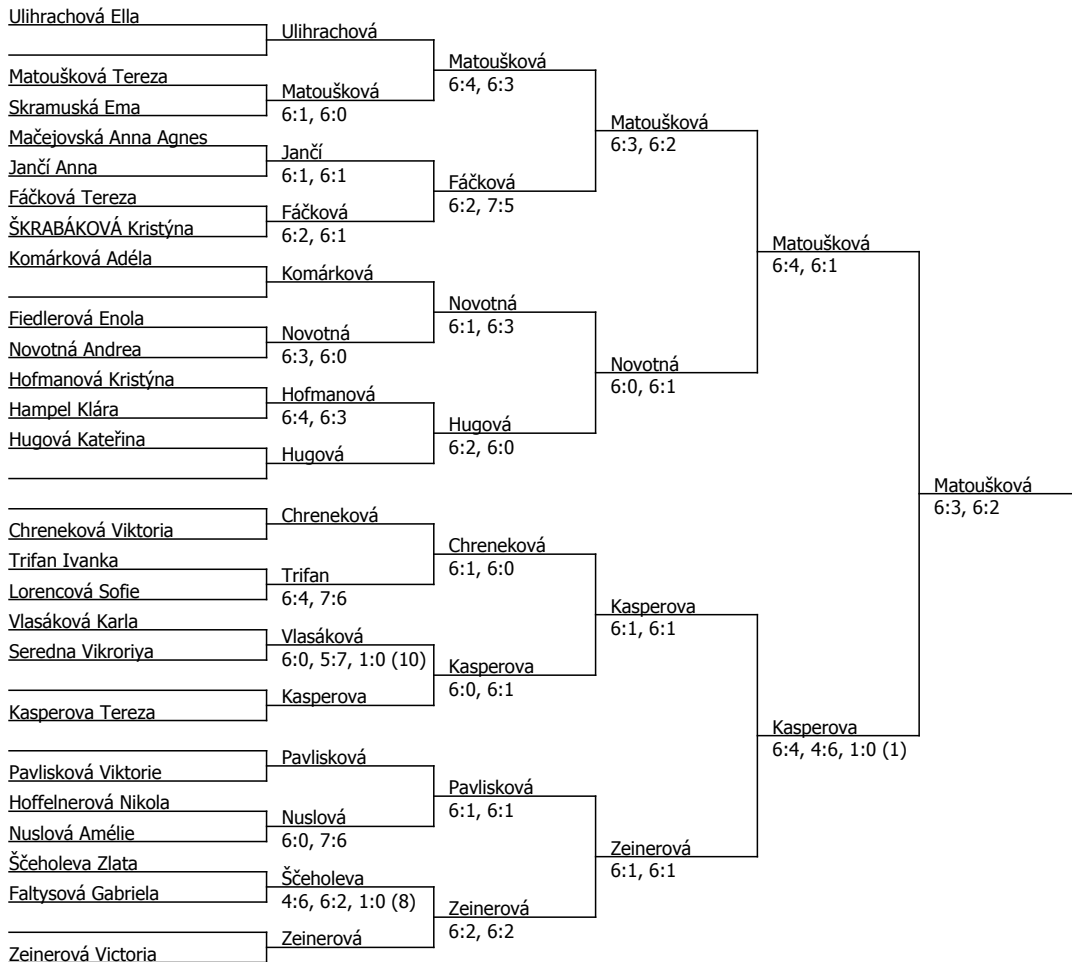 Ulihrachová Ella
Matoušková Tereza
Skramuská Ema
Mačejovská Anna Agnes
Jančí Anna
Fáčková Tereza
ŠKRABÁKOVÁ Kristýna
Komárková Adéla
Fiedlerová Enola
Novotná Andrea
Hofmanová Kristýna
Hampel Klára
Hugová Kateřina
Chreneková Viktoria
Trifan Ivanka
Lorencová Sofie
Vlasáková Karla
Seredna Vikroriya
Kasperova Tereza
Pavlisková Viktorie
Hoffelnerová Nikola
Nuslová Amélie
Ščeholeva Zlata
Faltysová Gabriela
Zeinerová Victoria
Ulihrachová
Matoušková
6:1, 6:0
Jančí
6:1, 6:1
Fáčková
6:2, 6:1
Komárková
Novotná
6:3, 6:0
Hofmanová
6:4, 6:3
Hugová
Chreneková
Trifan
6:4, 7:6
Vlasáková
6:0, 5:7, 1:0 (10)
Kasperova
Pavlisková
Nuslová
6:0, 7:6
Ščeholeva
4:6, 6:2, 1:0 (8)
Zeinerová
Matoušková
6:4, 6:3
Fáčková
6:2, 7:5
Novotná
6:1, 6:3
Hugová
6:2, 6:0
Chreneková
6:1, 6:0
Kasperova
6:0, 6:1
Pavlisková
6:1, 6:1
Zeinerová
6:2, 6:2
Matoušková
6:3, 6:2
Novotná
6:0, 6:1
Kasperova
6:1, 6:1
Zeinerová
6:1, 6:1
Matoušková
6:4, 6:1
Kasperova
6:4, 4:6, 1:0 (1)
Matoušková
6:3, 6:2